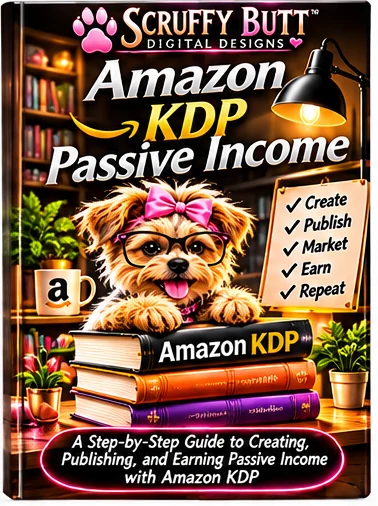 SCRUFFY BUTT™
DIGITAL DESIGNS
Amazon
KDP
Passive Income
✓ Create
✓ Publish
✓ Market
✓ Earn
✓ Repeat
a
Amazon KDP
A Step-by-Step Guide to Creating,
Publishing, and Earning Passive Income
with Amazon KDP